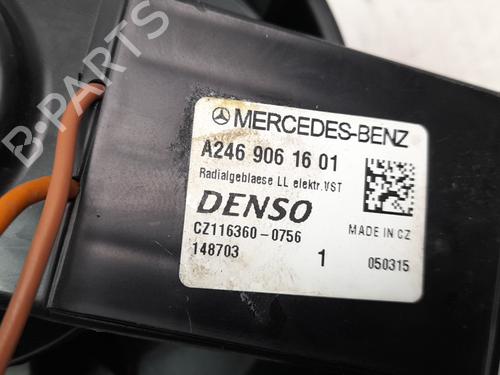 B-PARTS
MERCEDES-BENZ
A246 906 16 01
Radialgeblaese LL elektr.VST
DENSO
CZ116360-0756
MADE IN CZ
148703
1
050315